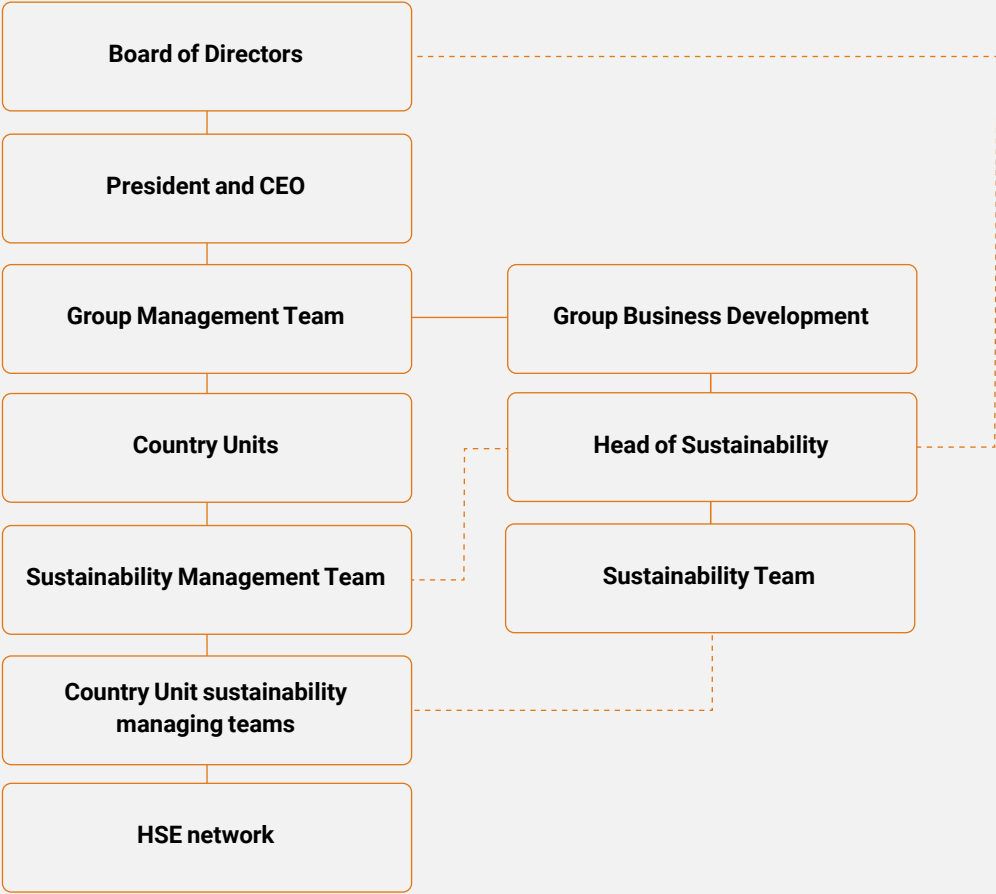 Board of Directors
President and CEO
Group Management Team
Group Business Development
Country Units
Head of Sustainability
Sustainability Management Team
Sustainability Team
Country Unit sustainability
managing teams
HSE network